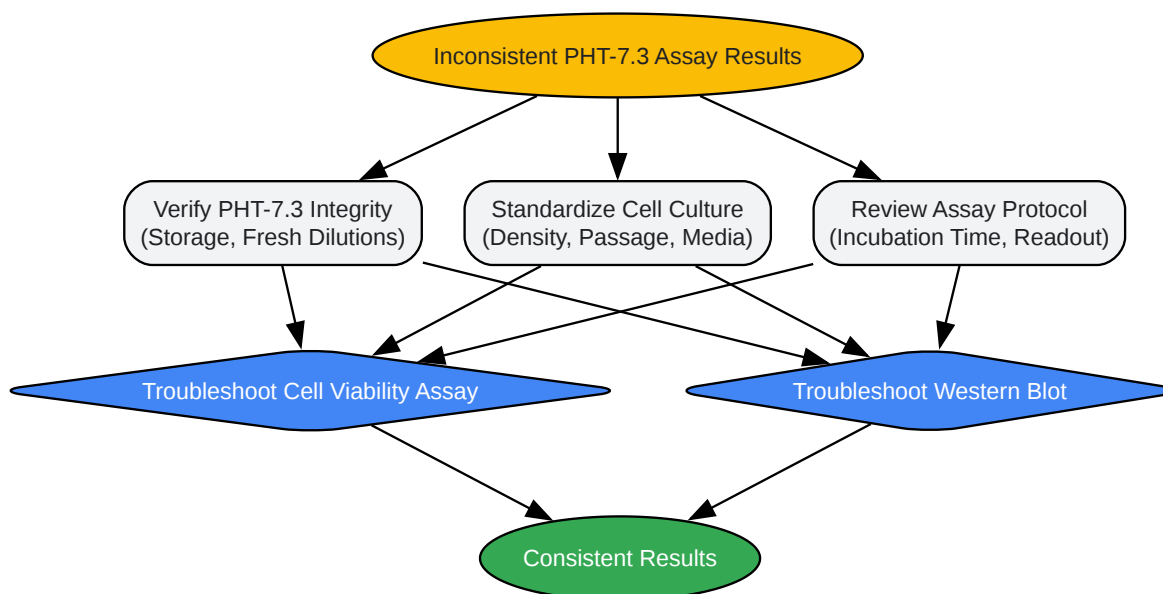 Inconsistent PHT-7.3 Assay Results
Verify PHT-7.3 Integrity
(Storage, Fresh Dilutions)
Standardize Cell Culture
(Density, Passage, Media)
Review Assay Protocol
(Incubation Time, Readout)
Troubleshoot Cell Viability Assay
Troubleshoot Western Blot
Consistent Results